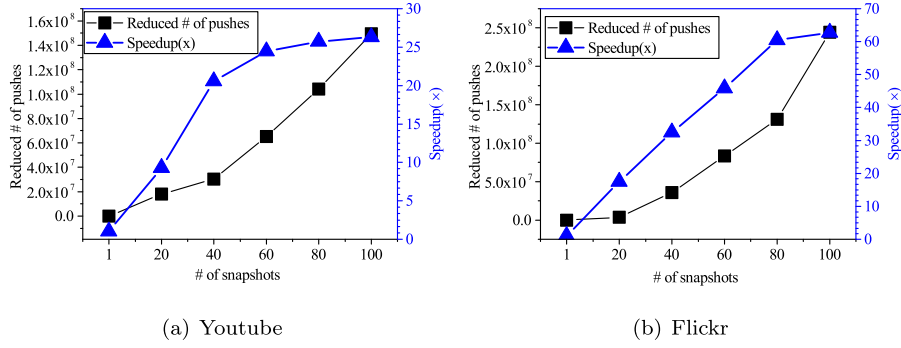 Reduced # of pushes
Speedup(x)
1.6x10^8
1.4x10^8
1.2x10^8
1.0x10^8
8.0x10^7
6.0x10^7
4.0x10^7
2.0x10^7
0.0
Reduced # of pushes
30
25
20
15
10
5
0
Speedup(×)
1 20 40 60 80 100
# of snapshots
(a) Youtube
Reduced # of pushes
Speedup(x)
2.5x10^8
2.0x10^8
1.5x10^8
1.0x10^8
5.0x10^7
0.0
Reduced # of pushes
70
60
50
40
30
20
10
0
Speedup(×)
1 20 40 60 80 100
# of snapshots
(b) Flickr